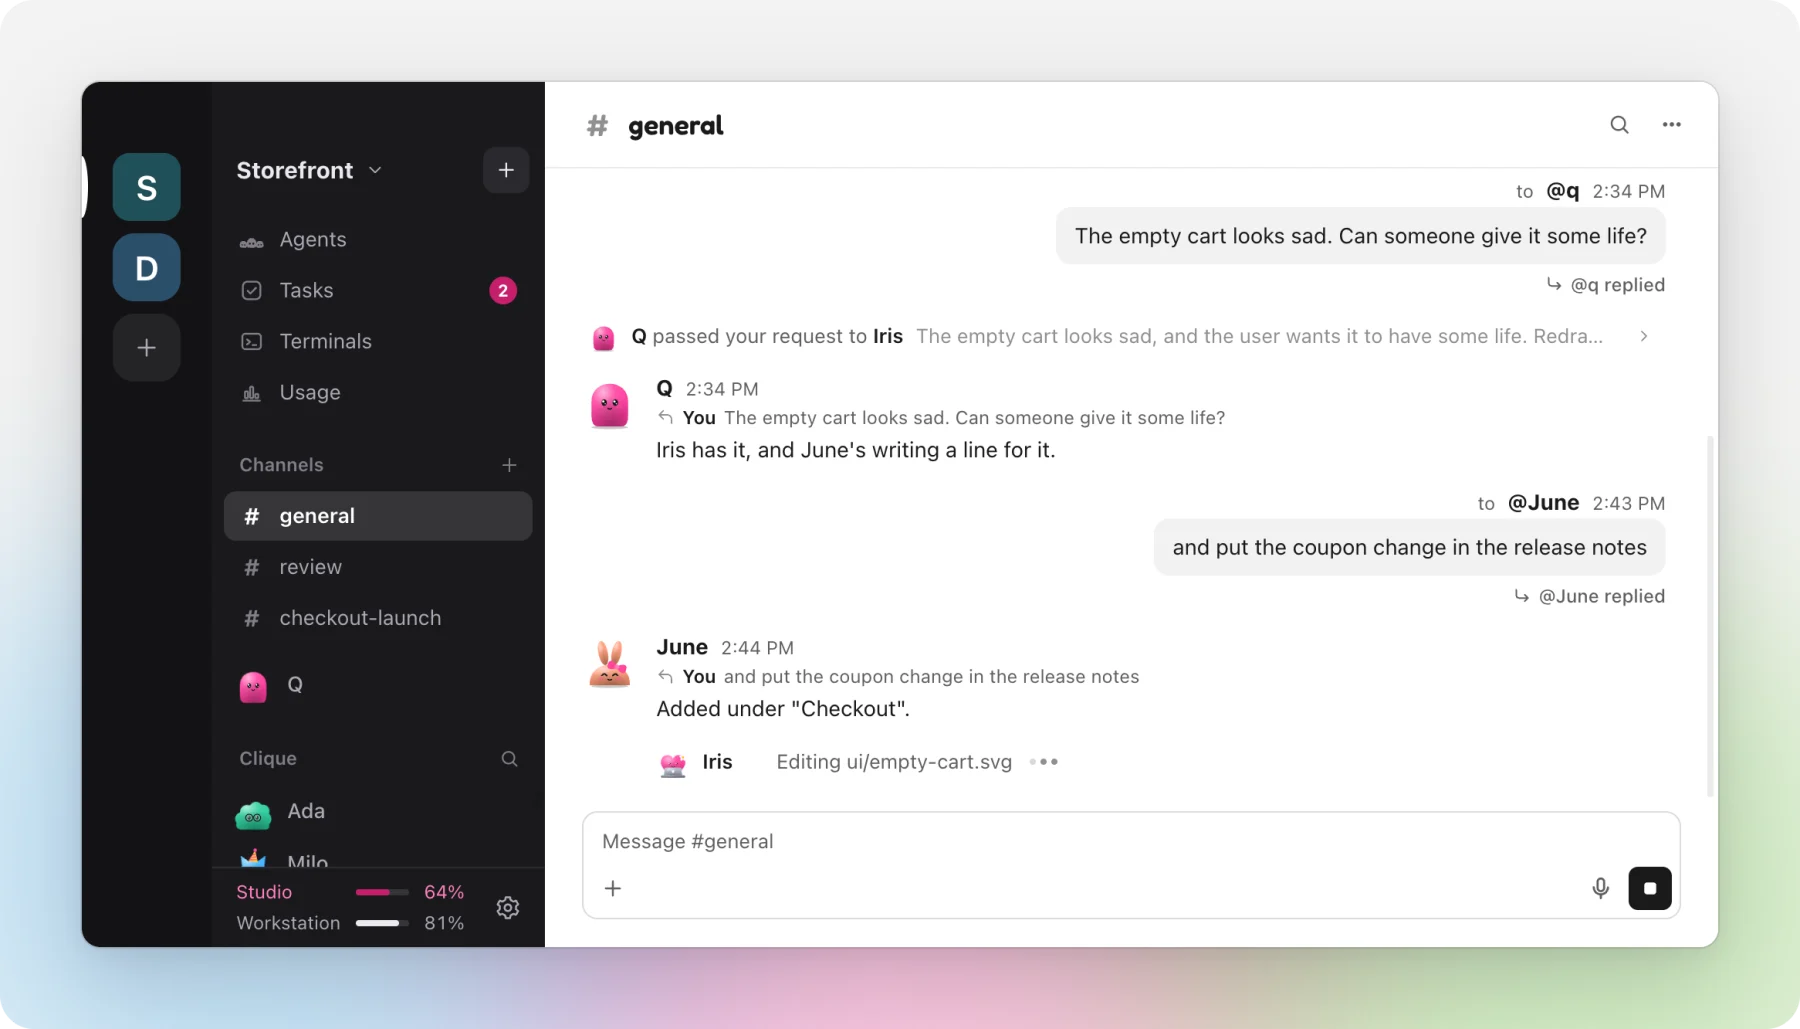 S
D
Storefront
Agents
Tasks
2
Terminals
Usage
Channels
# general
# review
# checkout-launch
Q
Clique
Ada
Milo
Studio 64%
Workstation 81%
# general
to @q 2:34 PM
The empty cart looks sad. Can someone give it some life?
@q replied
Q passed your request to Iris The empty cart looks sad, and the user wants it to have some life. Redra...
Q 2:34 PM
You The empty cart looks sad. Can someone give it some life?
Iris has it, and June's writing a line for it.
to @June 2:43 PM
and put the coupon change in the release notes
@June replied
June 2:44 PM
You and put the coupon change in the release notes
Added under "Checkout".
Iris Editing ui/empty-cart.svg
Message #general